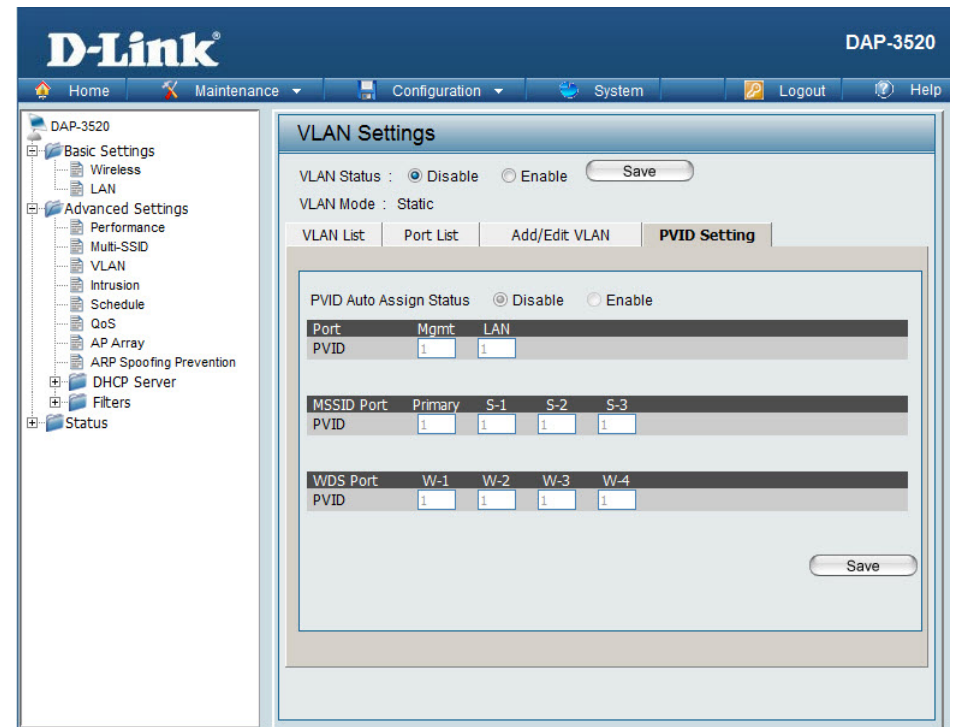 D-Link®
DAP-3520
Home Maintenance Configuration System Logout Help
DAP-3520
Basic Settings
Wireless
LAN
Advanced Settings
Performance
Multi-SSID
VLAN
Intrusion
Schedule
QoS
AP Array
ARP Spoofing Prevention
DHCP Server
Filters
Status
VLAN Settings
VLAN Status : Disable Enable Save
VLAN Mode : Static
VLAN List Port List Add/Edit VLAN PVID Setting
PVID Auto Assign Status Disable Enable
Port Mgmt LAN
PVID 1 1
MSSID Port Primary S-1 S-2 S-3
PVID 1 1 1 1
WDS Port W-1 W-2 W-3 W-4
PVID 1 1 1 1
Save